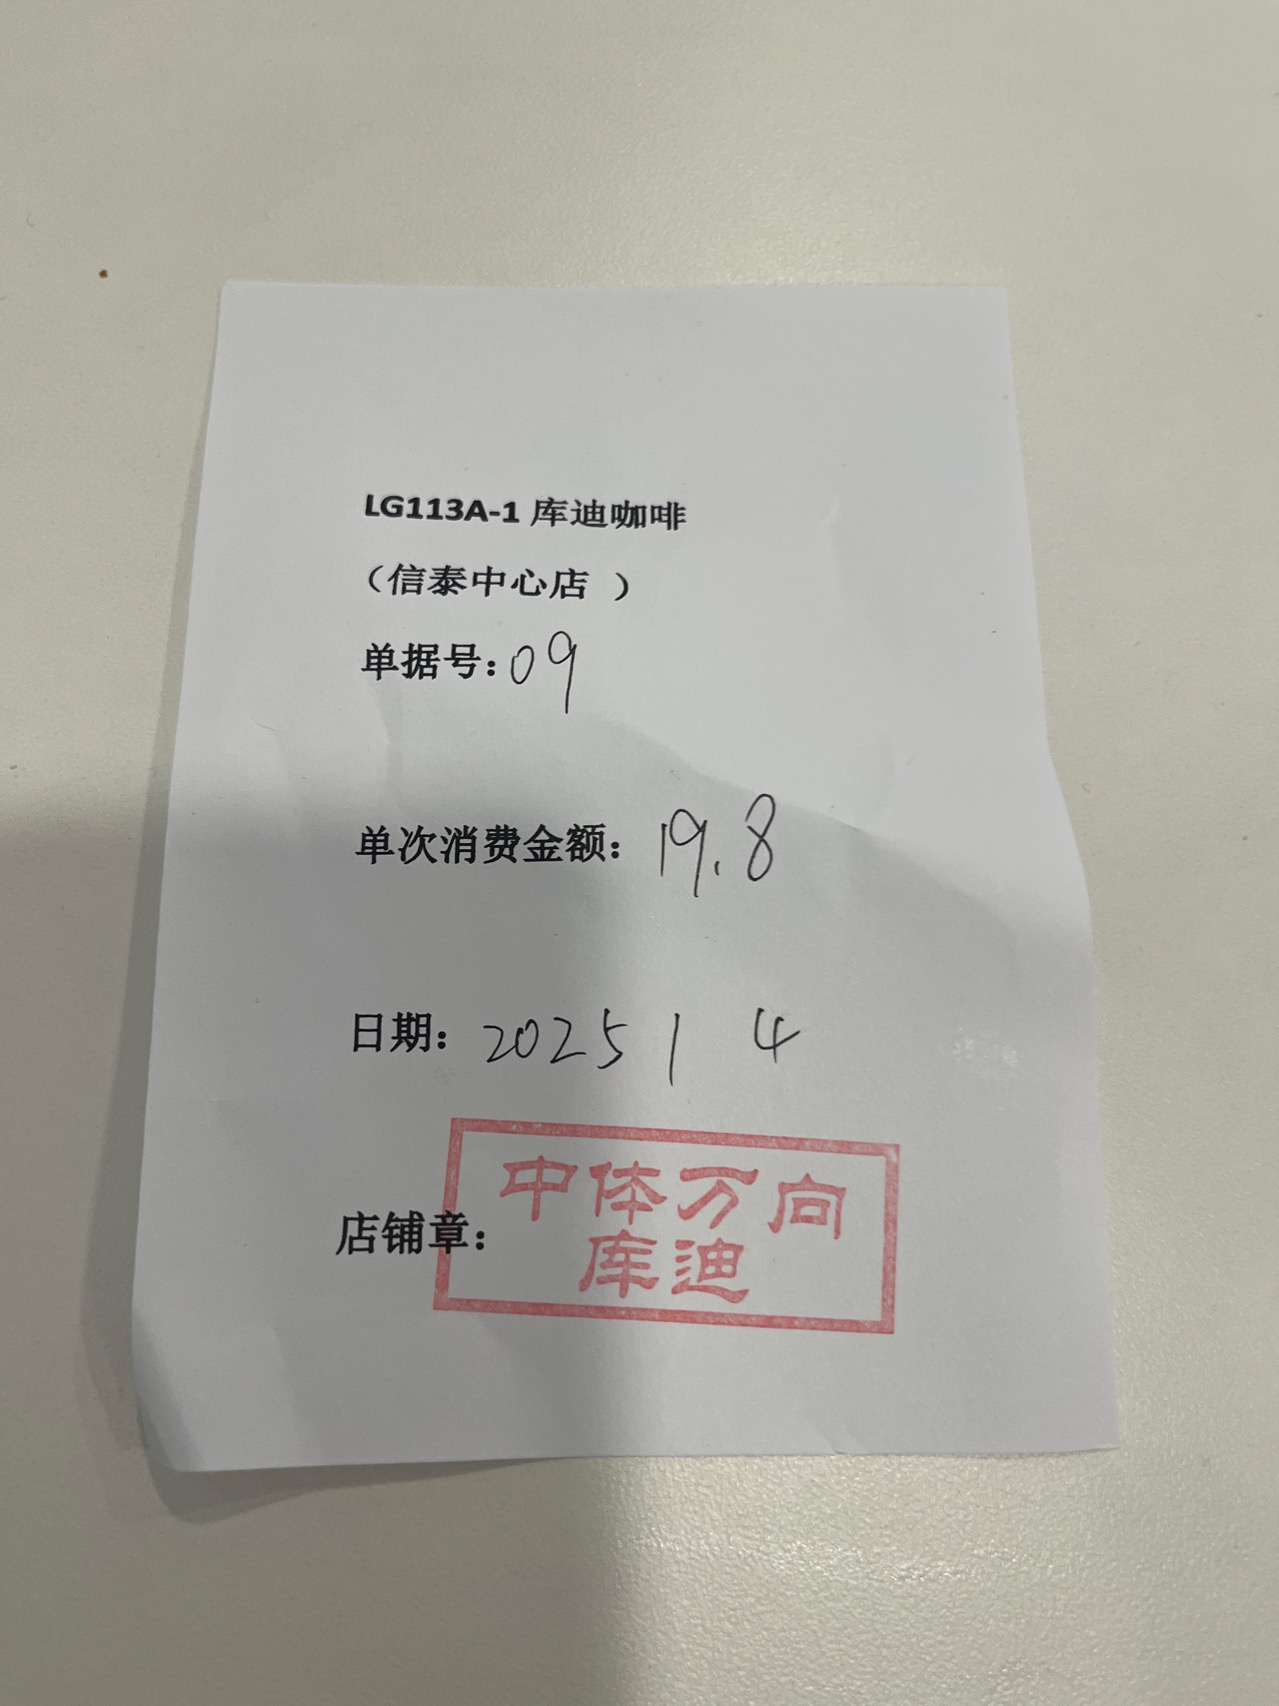 LG113A-1 库迪咖啡
（信泰中心店 ）
单据号：09
单次消费金额：19.8
日期：2025 1 4
店铺章：
中体万向
库迪